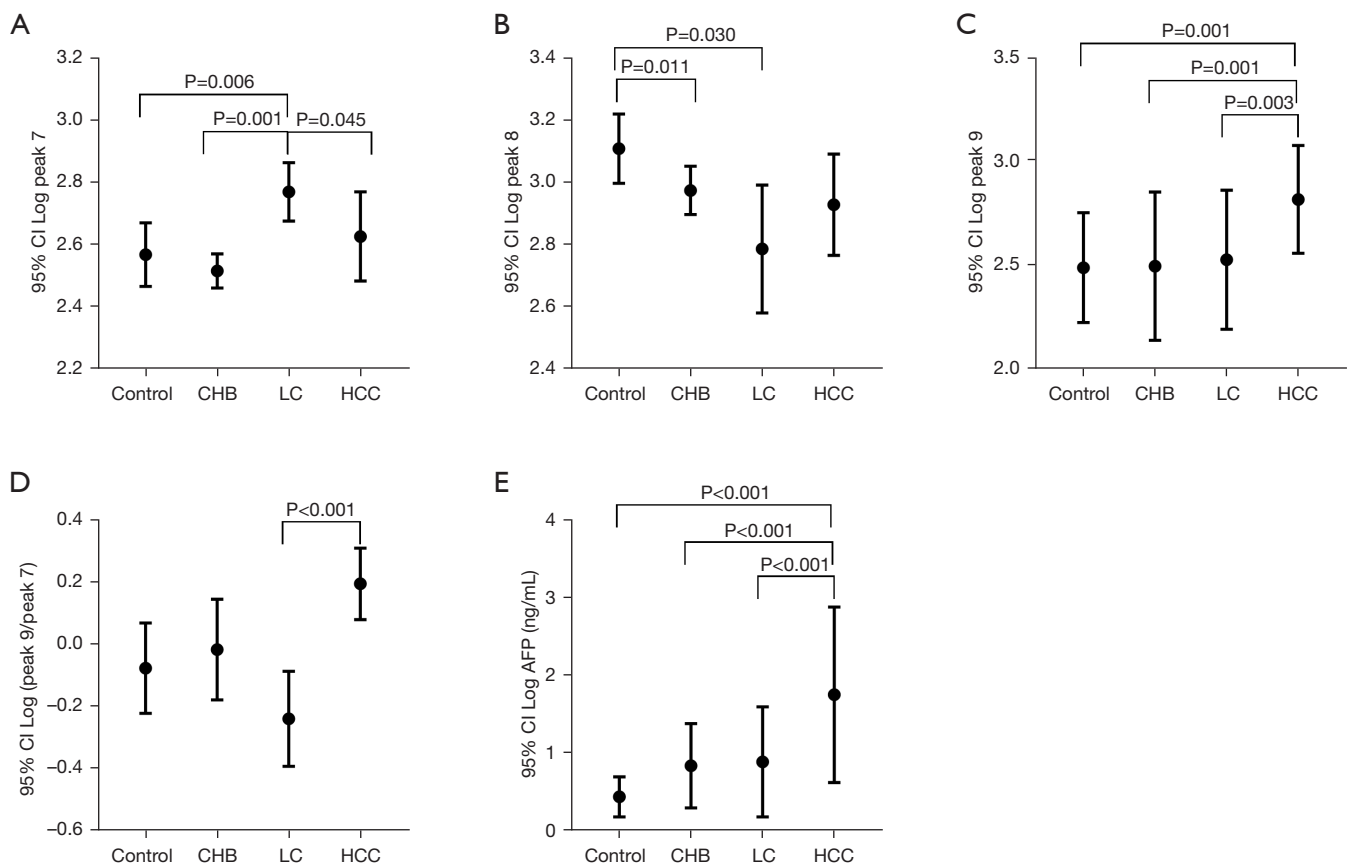 A
P=0.006
P=0.001
P=0.045
95% CI Log peak 7
3.2
3.0
2.8
2.6
2.4
2.2
Control
CHB
LC
HCC
B
P=0.030
P=0.011
95% CI Log peak 8
3.4
3.2
3.0
2.8
2.6
2.4
Control
CHB
LC
HCC
C
P=0.001
P=0.001
P=0.003
95% CI Log peak 9
3.5
3.0
2.5
2.0
Control
CHB
LC
HCC
D
P<0.001
95% CI Log (peak 9/peak 7)
0.4
0.2
0.0
−0.2
−0.4
−0.6
Control
CHB
LC
HCC
E
P<0.001
P<0.001
P<0.001
95% CI Log AFP (ng/mL)
4
3
2
1
0
Control
CHB
LC
HCC